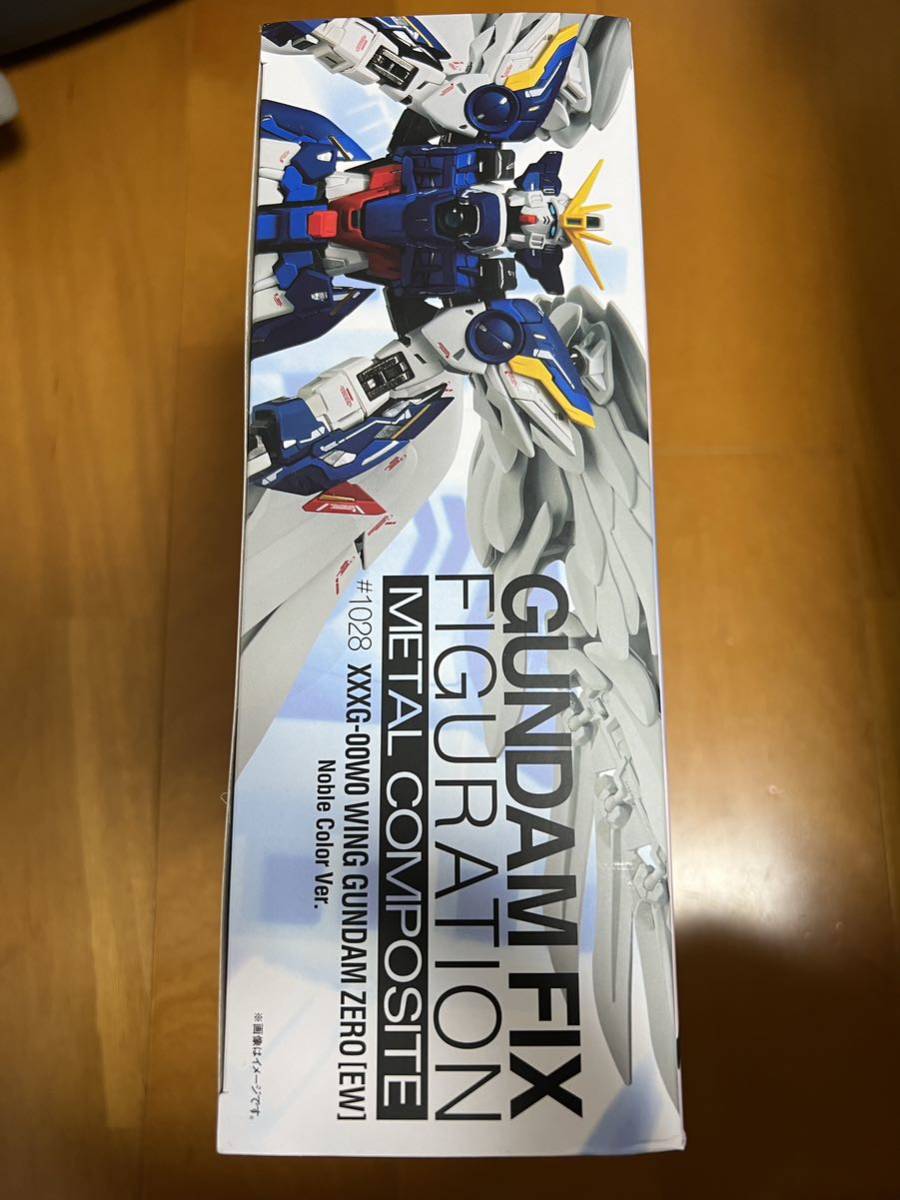 GUNDAM FIX
FIGURATION
METAL COMPOSITE
#1028 XXXG-00W0 WING GUNDAM ZERO [EW]
Noble Color Ver.
※画像はイメージです。